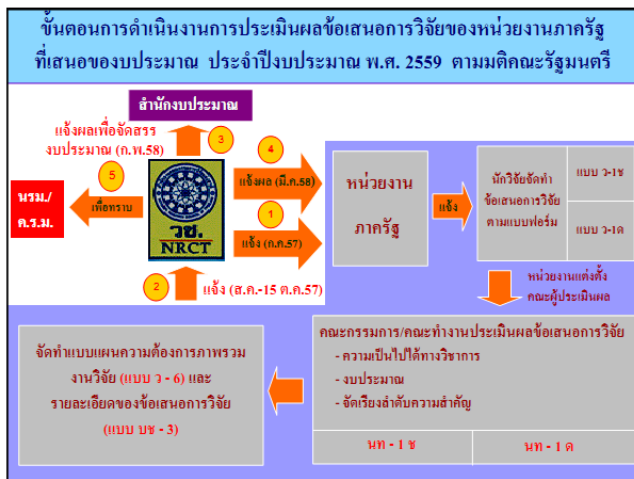 ขั้นตอนการดำเนินงานการประเมินผลข้อเสนอการวิจัยของหน่วยงานภาครัฐ
ที่เสนอของบประมาณ ประจำปีงบประมาณ พ.ศ. 2559 ตามมติคณะรัฐมนตรี
สำนักงบประมาณ
แจ้งผลเพื่อจัดสรร
งบประมาณ (ก.พ.58)
3
4
แจ้งผล (มี.ค.58)
5
นรม./
ค.ร.ม.
เพื่อทราบ
วช.
NRCT
1
แจ้ง (ก.ค.57)
หน่วยงาน
ภาครัฐ
แจ้ง
นักวิจัยจัดทำ
ข้อเสนอการวิจัย
ตามแบบฟอร์ม
แบบ ว-1ช
แบบ ว-1ด
2
แจ้ง (ส.ค.-15 ต.ค.57)
หน่วยงานแต่งตั้ง
คณะผู้ประเมินผล
จัดทำแบบแผนความต้องการภาพรวม
งานวิจัย (แบบ ว - 6) และ
รายละเอียดของข้อเสนอการวิจัย
(แบบ บช - 3)
คณะกรรมการ/คณะทำงานประเมินผลข้อเสนอการวิจัย
- ความเป็นไปได้ทางวิชาการ
- งบประมาณ
- จัดเรียงลำดับความสำคัญ
นท - 1 ช
นท - 1 ด